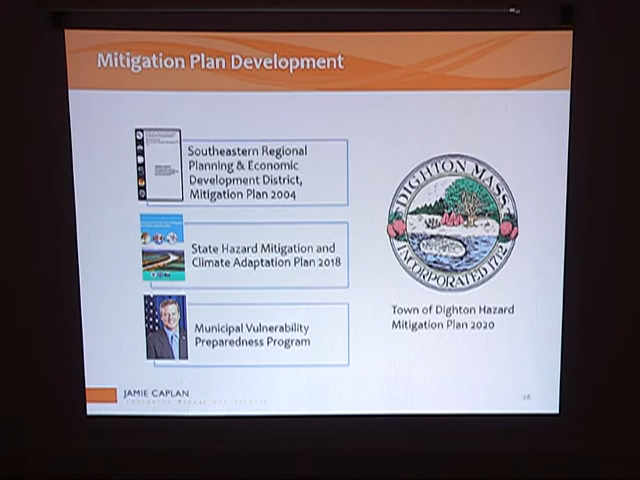 Mitigation Plan Development
Southeastern Regional
Planning & Economic
Development District,
Mitigation Plan 2004
State Hazard Mitigation and
Climate Adaptation Plan 2018
Municipal Vulnerability
Preparedness Program
DIGHTON MASS.
INCORPORATED 1712
Town of Dighton Hazard
Mitigation Plan 2020
JAMIE CAPLAN
28